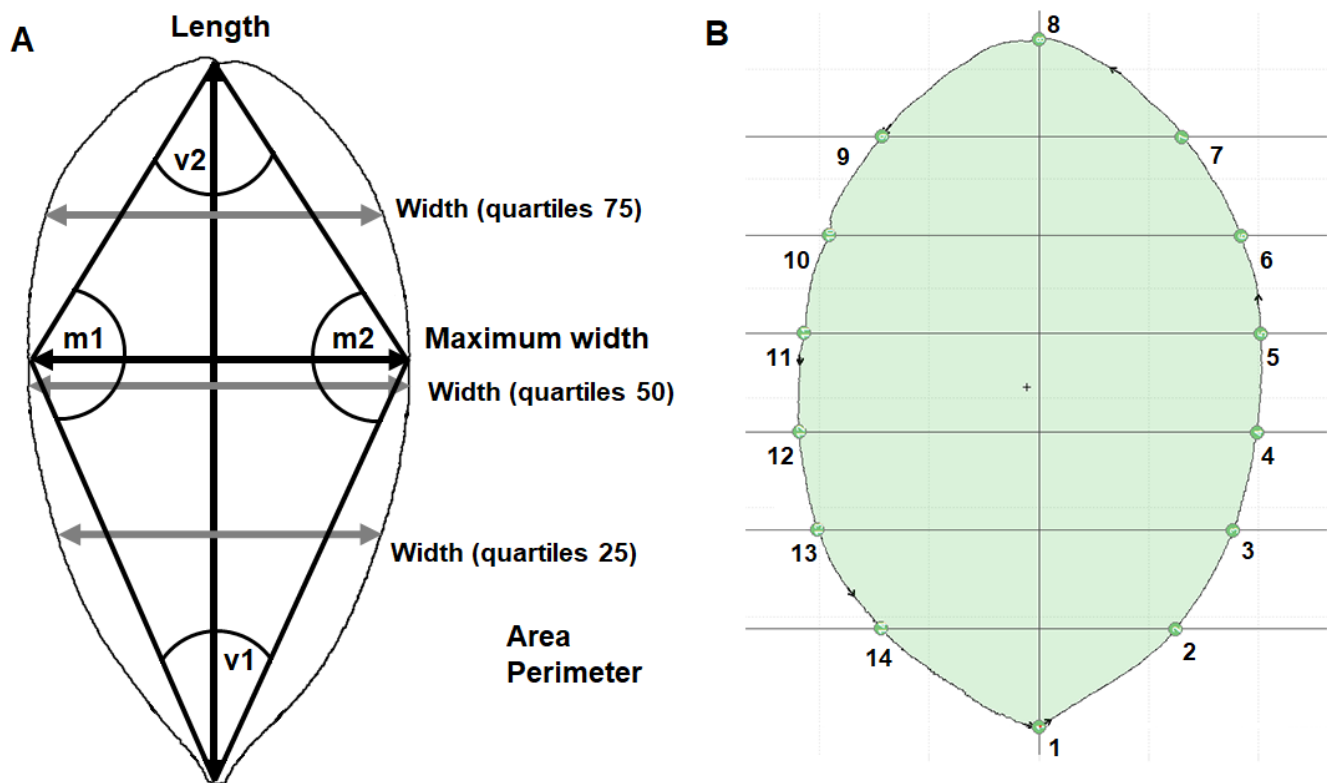 A
Length
v2
Width (quartiles 75)
m1
m2
Maximum width
Width (quartiles 50)
Width (quartiles 25)
v1
Area
Perimeter
B
8
9
7
10
6
11
5
12
4
13
3
14
2
1